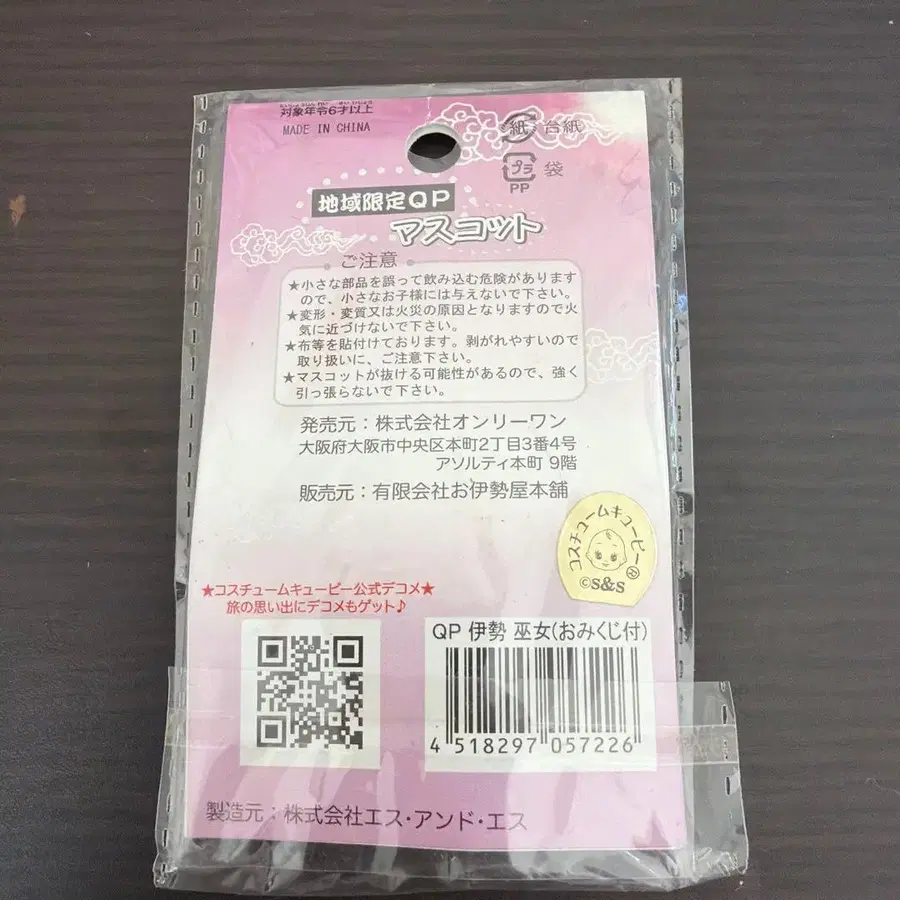 対象年令6才以上
MADE IN CHINA
紙 台紙
プラ 袋
PP
地域限定QP
マスコット
ご注意
★小さな部品を誤って飲み込む危険がありますので、小さなお子様には与えないで下さい。
★変形・変質又は火災の原因となりますので火気に近づけないで下さい。
★布等を貼付けております。剥がれやすいので取り扱いに、ご注意下さい。
★マスコットが抜ける可能性があるので、強く引っ張らないで下さい。
発売元:株式会社オンリーワン
大阪府大阪市中央区本町2丁目3番4号
アソルティ本町 9階
販売元:有限会社お伊勢屋本舗
コスチュームキューピー®
©S&S
★コスチュームキューピー公式デコメ★
旅の思い出にデコメもゲット♪
QP 伊勢 巫女(おみくじ付)
4 518297 057226
製造元:株式会社エス・アンド・エス